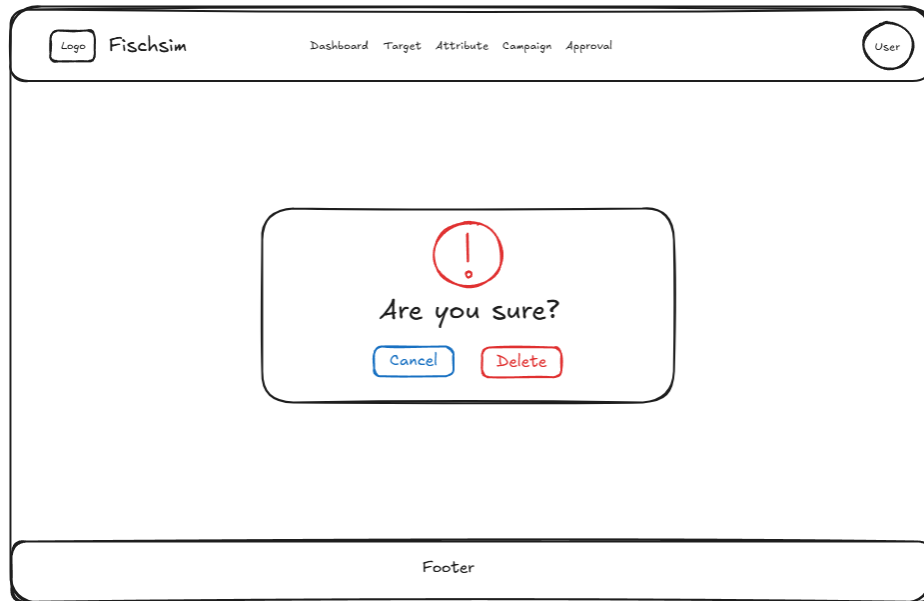 Logo Fischsim Dashboard Target Attribute Campaign Approval User
!
Are you sure?
Cancel Delete
Footer